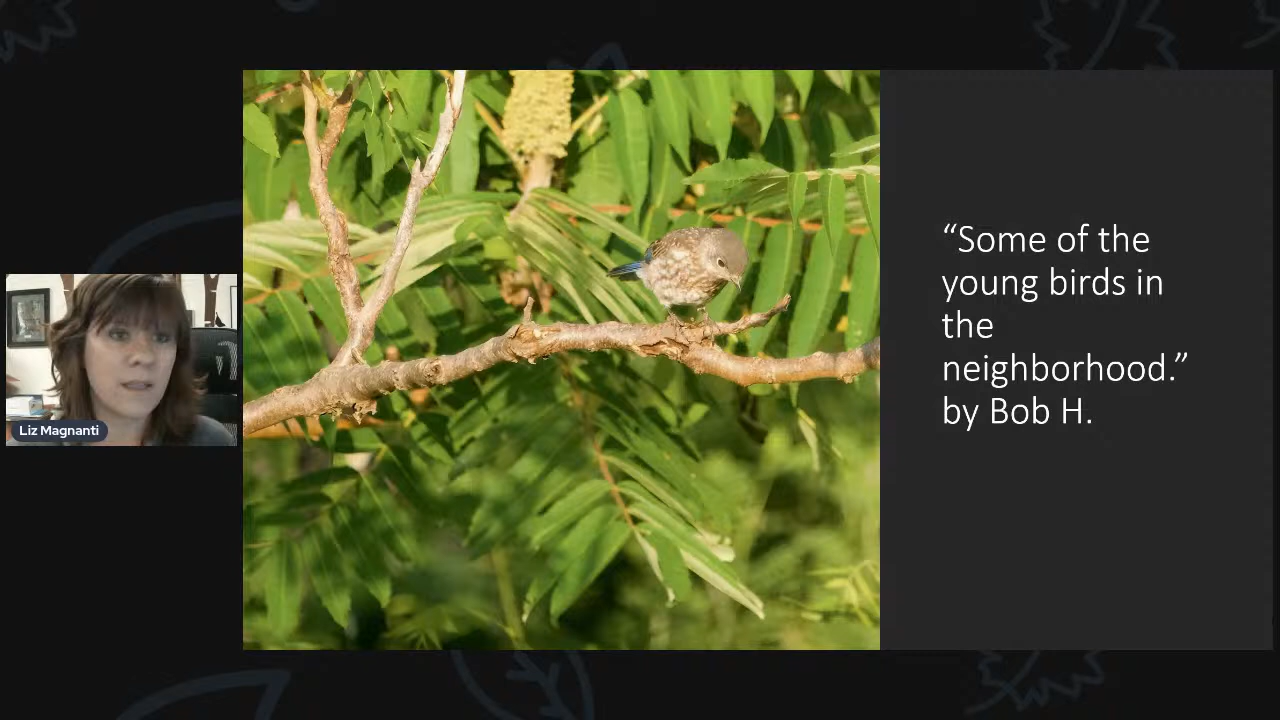 “Some of the
young birds in
the
neighborhood.”
by Bob H.
Liz Magnanti